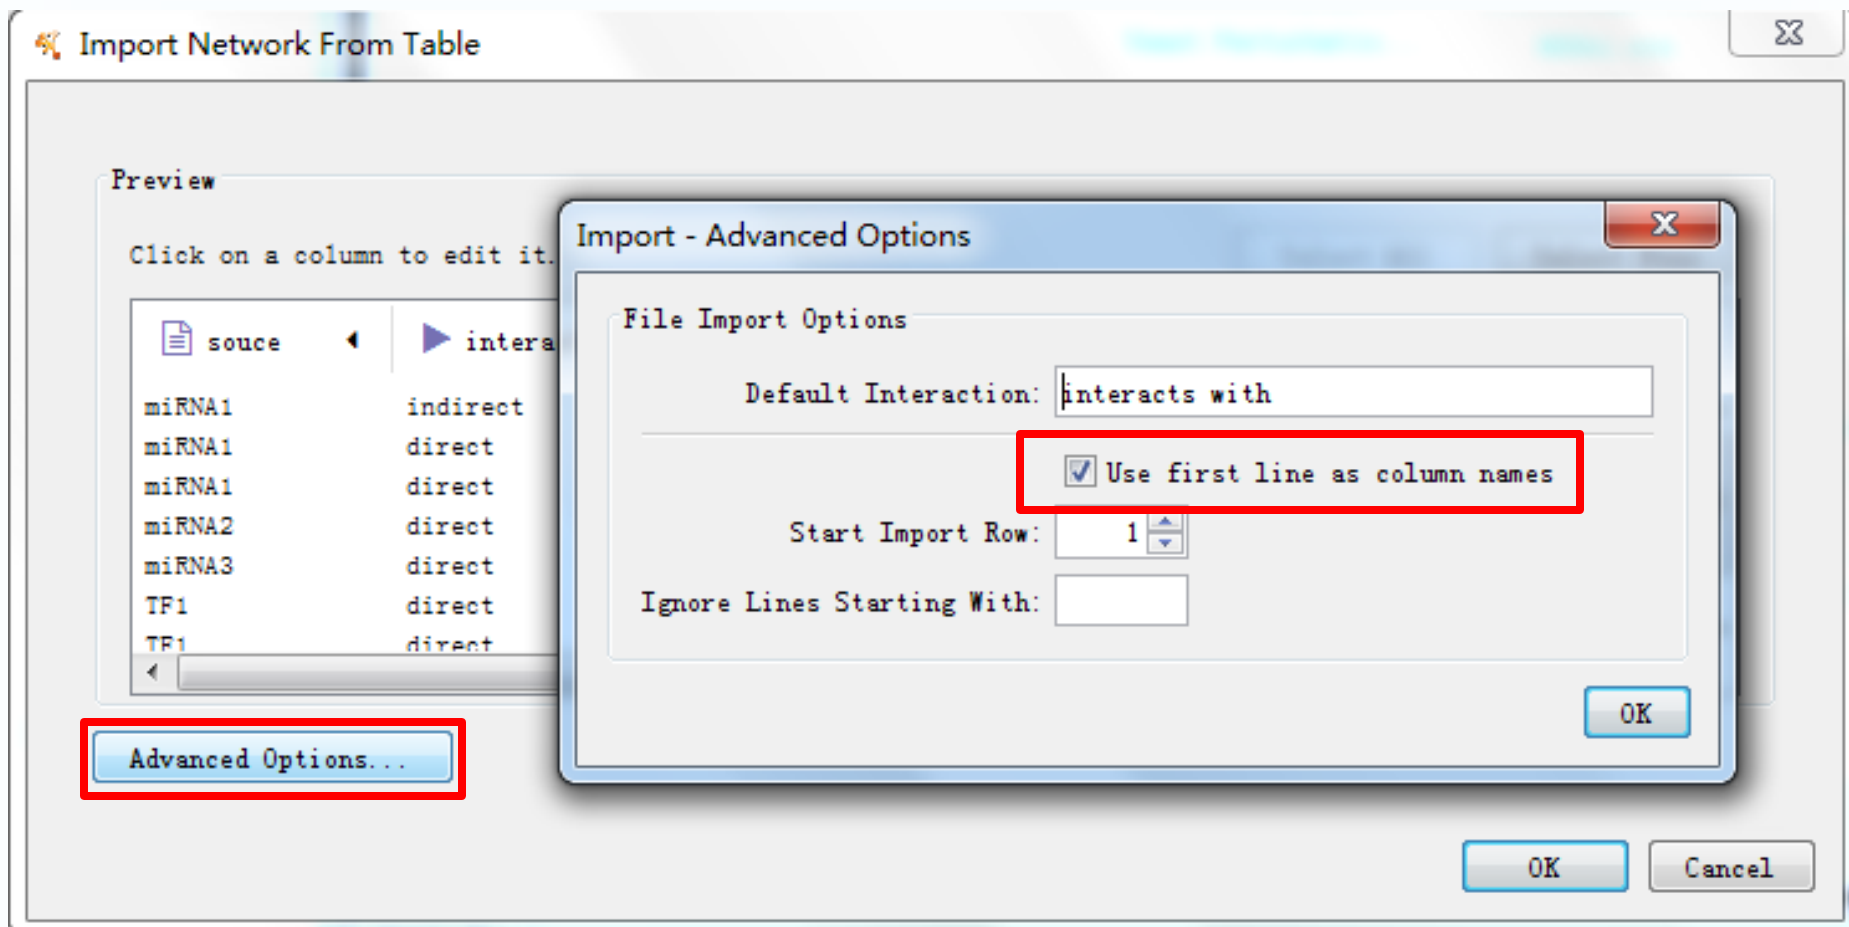 Import Network From Table
Preview
Click on a column to edit it.
souce intera
miRNA1 indirect
miRNA1 direct
miRNA1 direct
miRNA2 direct
miRNA3 direct
TF1 direct
TF1 direct
Advanced Options...
Import - Advanced Options
File Import Options
Default Interaction: interacts with
Use first line as column names
Start Import Row: 1
Ignore Lines Starting With:
OK
OK Cancel